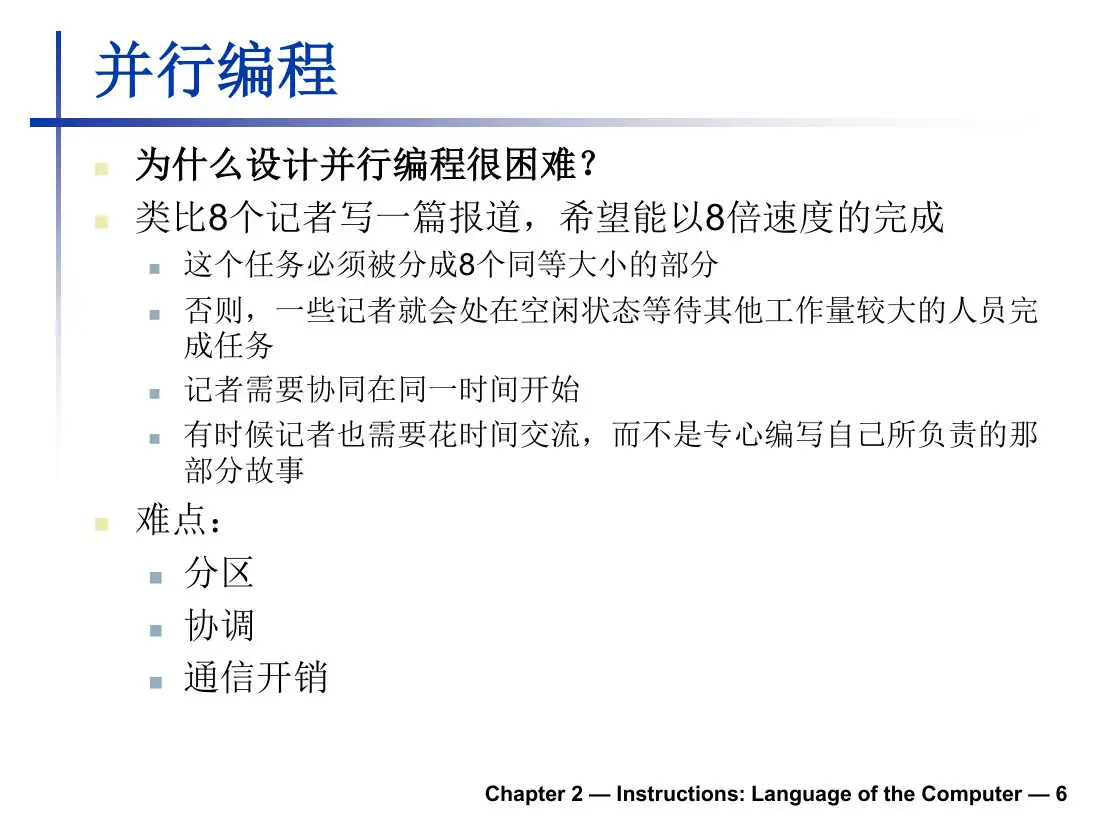 并行编程
为什么设计并行编程很困难？
类比8个记者写一篇报道，希望能以8倍速度的完成
这个任务必须被分成8个同等大小的部分
否则，一些记者就会处在空闲状态等待其他工作量较大的人员完
成任务
记者需要协同在同一时间开始
有时候记者也需要花时间交流，而不是专心编写自己所负责的那
部分故事
难点：
分区
协调
通信开销
Chapter 2 — Instructions: Language of the Computer — 6